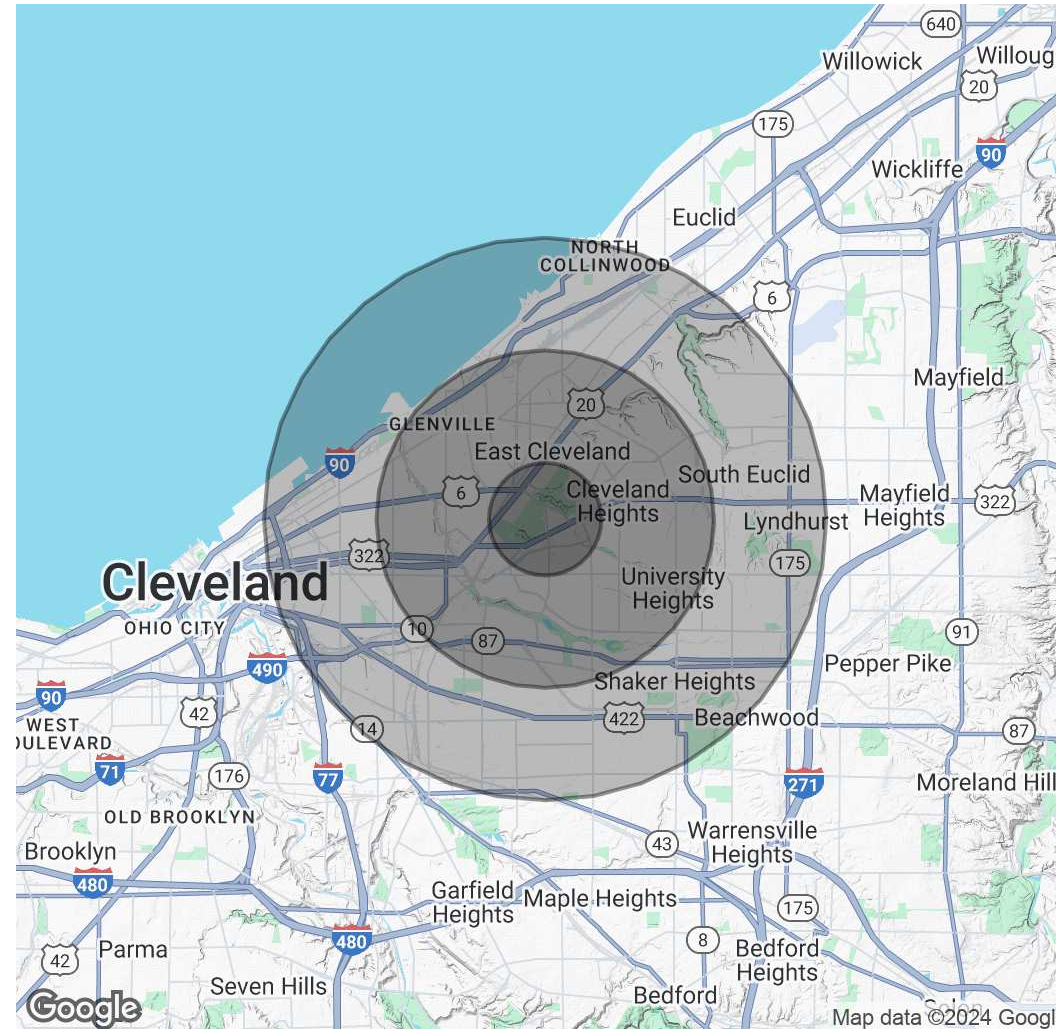 640
Willowick
Willoug
20
175
90
Wickliffe
Euclid
NORTH
COLLINWOOD
6
Mayfield
20
GLENVILLE
East Cleveland
90
South Euclid
6
Cleveland
Heights
Mayfield
Heights
322
Lyndhurst
322
175
Cleveland
University
Heights
OHIO CITY
10
87
91
490
Pepper Pike
Shaker Heights
90
42
422
Beachwood
14
87
WEST
OULEVARD
71
176
77
271
Moreland Hill
OLD BROOKLYN
Warrensville
Heights
43
Brooklyn
480
Garfield
Heights
Maple Heights
175
480
8
Parma
42
Bedford
Heights
Seven Hills
Bedford
Google
Map data ©2024 Googl